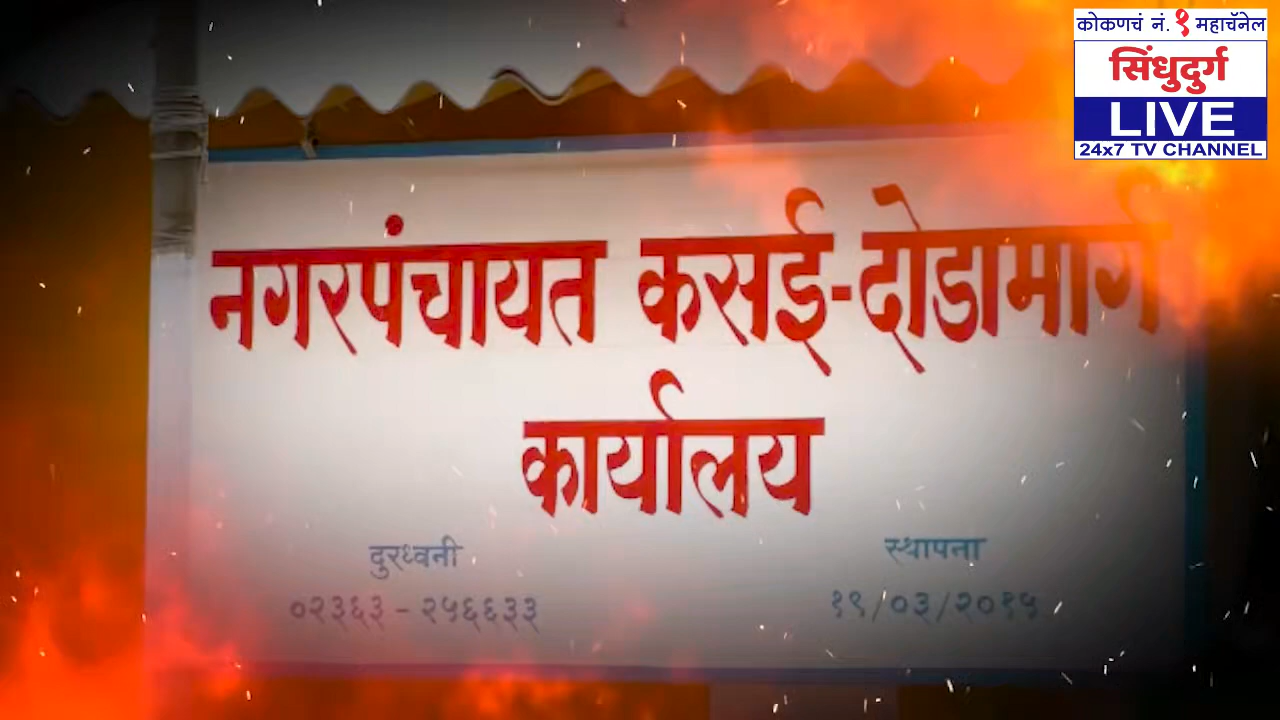 कोकणचं नं. १ महाचॅनेल
सिंधुदुर्ग
LIVE
24x7 TV CHANNEL
नगरपंचायत कसई-दोडामार्ग
कार्यालय
दुरध्वनी
०२३६३ - २५६६३३
स्थापना
१९/०३/२०१५